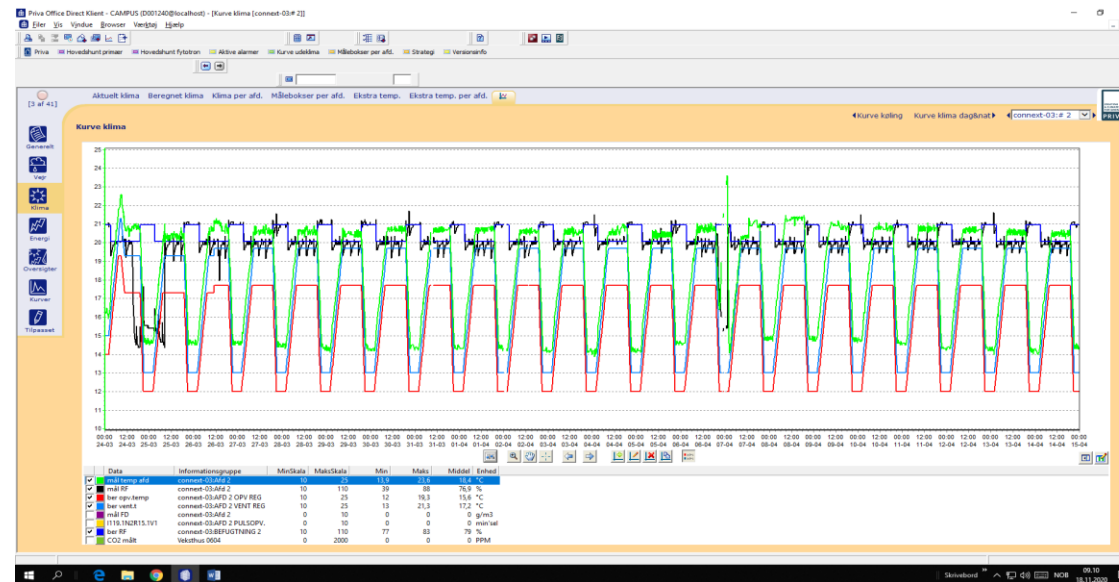 Priva Office Direct Klient - CAMPUS (D001240@localhost) - [Kurve klima [connext-03:# 2]]
Filer Vis Vindue Browser Værktøj Hjælp
Priva Hovedshunt primær Hovedshunt fytotron Aktive alarmer Kurve udeklima Målebokser per afd. Strategi Versionsinfo
[3 af 41]
Aktuelt klima Beregnet klima Klima per afd. Målebokser per afd. Ekstra temp. Ekstra temp. per afd.
Kurve køling Kurve klima dag&nat connext-03:# 2
PRIV
Kurve klima
Generelt
Vejr
Klima
Energi
Oversigter
Kurver
Tilpasset
25
24
23
22
21
20
19
18
17
16
15
14
13
12
11
10
00:00 12:00 00:00 12:00 00:00 12:00 00:00 12:00 00:00 12:00 00:00 12:00 00:00 12:00 00:00 12:00 00:00 12:00 00:00 12:00 00:00 12:00 00:00 12:00 00:00 12:00 00:00 12:00 00:00 12:00 00:00 12:00 00:00 12:00 00:00 12:00 00:00 12:00 00:00 12:00 00:00 12:00 00:00 12:00 00:00
24-03 24-03 25-03 25-03 26-03 26-03 27-03 27-03 28-03 28-03 29-03 29-03 30-03 30-03 31-03 31-03 01-04 01-04 02-04 02-04 03-04 03-04 04-04 04-04 05-04 05-04 06-04 06-04 07-04 07-04 08-04 08-04 09-04 09-04 10-04 10-04 11-04 11-04 12-04 12-04 13-04 13-04 14-04 14-04 15-04
Data Informationsgruppe MinSkala MaksSkala Min Maks Middel Enhed
mål temp afd connext-03:Afd 2 10 25 13,9 23,6 18,4 °C
mål RF connext-03:Afd 2 10 110 39 88 76,9 %
ber opv.temp connext-03:AFD 2 OPV REG 10 25 12 19,3 15,6 °C
ber vent.t connext-03:AFD 2 VENT REG 10 25 13 21,3 17,2 °C
mål FD connext-03:Afd 2 0 10 0 0 0 g/m3
I119.1N2R15.1V1 connext-03:AFD 2 PULSOPV. 0 10 0 0 0 min'sal
ber RF connext-03:BEFUGTNING 2 10 110 77 83 79 %
CO2 målt Veksthus 0604 0 2000 0 0 0 PPM
Skrivebord NOB 09.10
18.11.2020